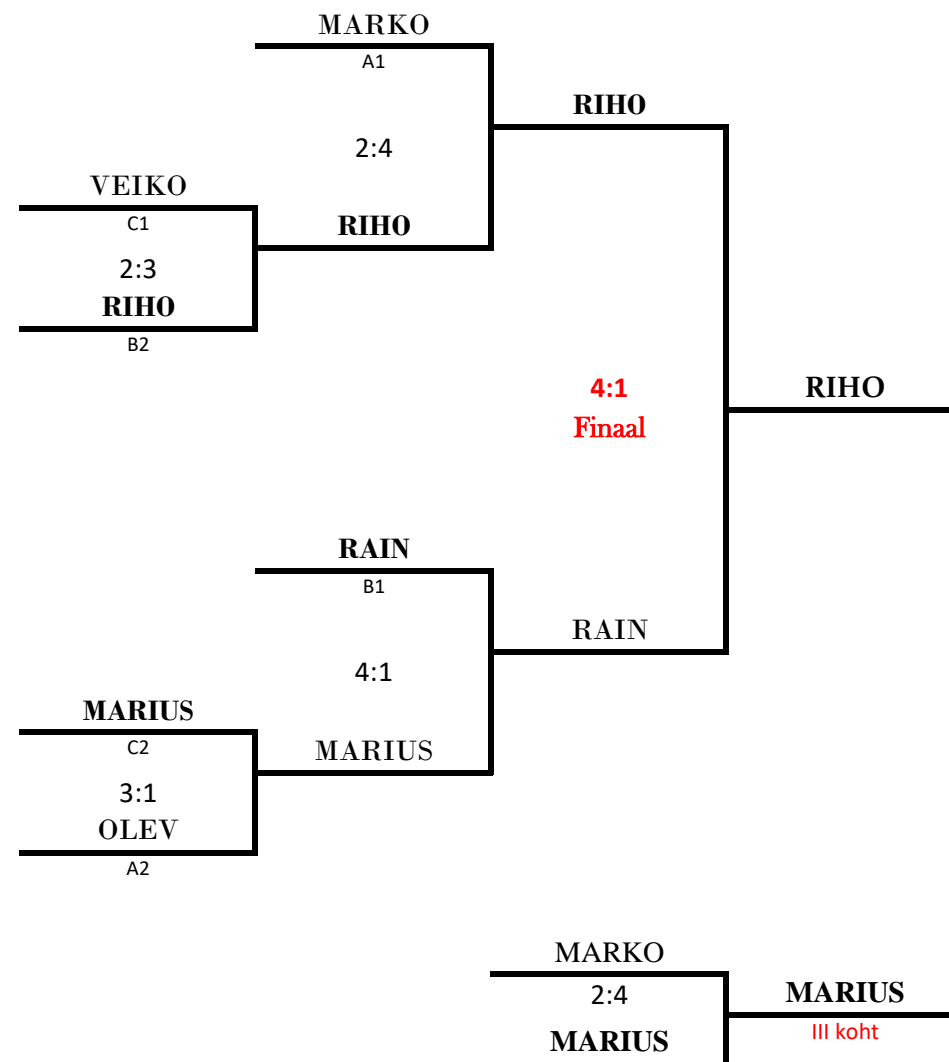 MARKO
A1
RIHO
2:4
VEIKO
C1
RIHO
2:3
RIHO
B2
4:1
Finaal
RIHO
RAIN
B1
RAIN
4:1
MARIUS
C2
MARIUS
3:1
OLEV
A2
MARKO
2:4
MARIUS
MARIUS
III koht